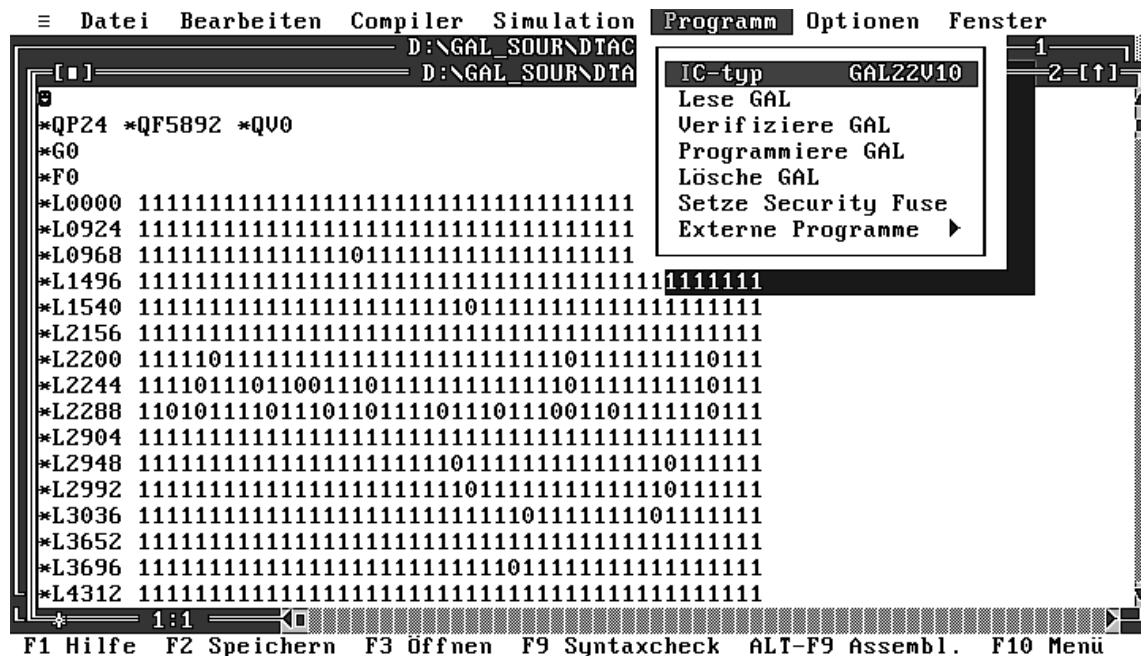 ≡ Datei Bearbeiten Compiler Simulation Programm Optionen Fenster
D:\GAL_SOUR\DTAC 1
[■] D:\GAL_SOUR\DTA 2=[↑]
IC-typ GAL22V10
Lese GAL
Verifiziere GAL
Programmiere GAL
Lösche GAL
Setze Security Fuse
Externe Programme ►
*QP24 *QF5892 *QV0
*G0
*F0
*L0000 11111111111111111111111111111111111
*L0924 11111111111111111111111111111111111
*L0968 11111111111111101111111111111111111
*L1496 11111111111111111111111111111111111111111111
*L1540 11111111111111111111111011111111111111111111
*L2156 11111111111111111111111111111111111111111111
*L2200 11111011111111111111111111111101111111110111
*L2244 11110111011001110111111111111101111111110111
*L2288 11010111101110110111101110111001101111110111
*L2904 11111111111111111111111111111111111111111111
*L2948 11111111111111111111110111111111111110111111
*L2992 11111111111111111111111011111111111110111111
*L3036 11111111111111111111111111101111111101111111
*L3652 11111111111111111111111111111111111111111111
*L3696 11111111111111111111111111011111111111111111
*L4312 11111111111111111111111111111111111111111111
1:1
F1 Hilfe F2 Speichern F3 Öffnen F9 Syntaxcheck ALT-F9 Assembl. F10 Menü